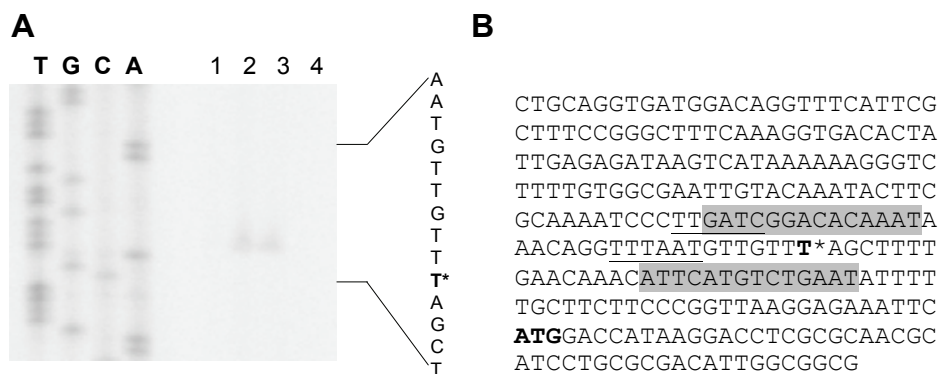 A
B
T G C A 1 2 3 4
A
A
T
G
T
T
G
T
T
T*
A
G
C
T
CTGCAGGTGATGGACAGGTTTCATTCG
CTTTCCGGGCTTTCAAAGGTGACACTA
TTGAGAGATAAGTCATAAAAAAGGGTC
TTTTGTGGCGAATTGTACAAATACTTC
GCAAAATCCCTTGATCGGACACAAATA
AACAGGTTTAATGTTGTTT*AGCTTTT
GAACAAACATTCATGTCTGAATATTTT
TGCTTCTTCCCGGTTAAGGAGAAATTC
ATGGACCATAAGGACCTCGCGCAACGC
ATCCTGCGCGACATTGGCGGCG